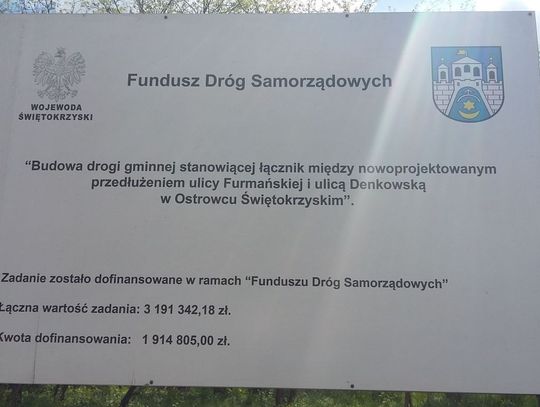 Fundusz Dróg Samorządowych
WOJEWODA
ŚWIĘTOKRZYSKI
“Budowa drogi gminnej stanowiącej łącznik między nowoprojektowanym
przedłużeniem ulicy Furmańskiej i ulicą Denkowską
w Ostrowcu Świętokrzyskim”.
Zadanie zostało dofinansowane w ramach “Funduszu Dróg Samorządowych”
Łączna wartość zadania: 3 191 342,18 zł.
Kwota dofinansowania: 1 914 805,00 zł.